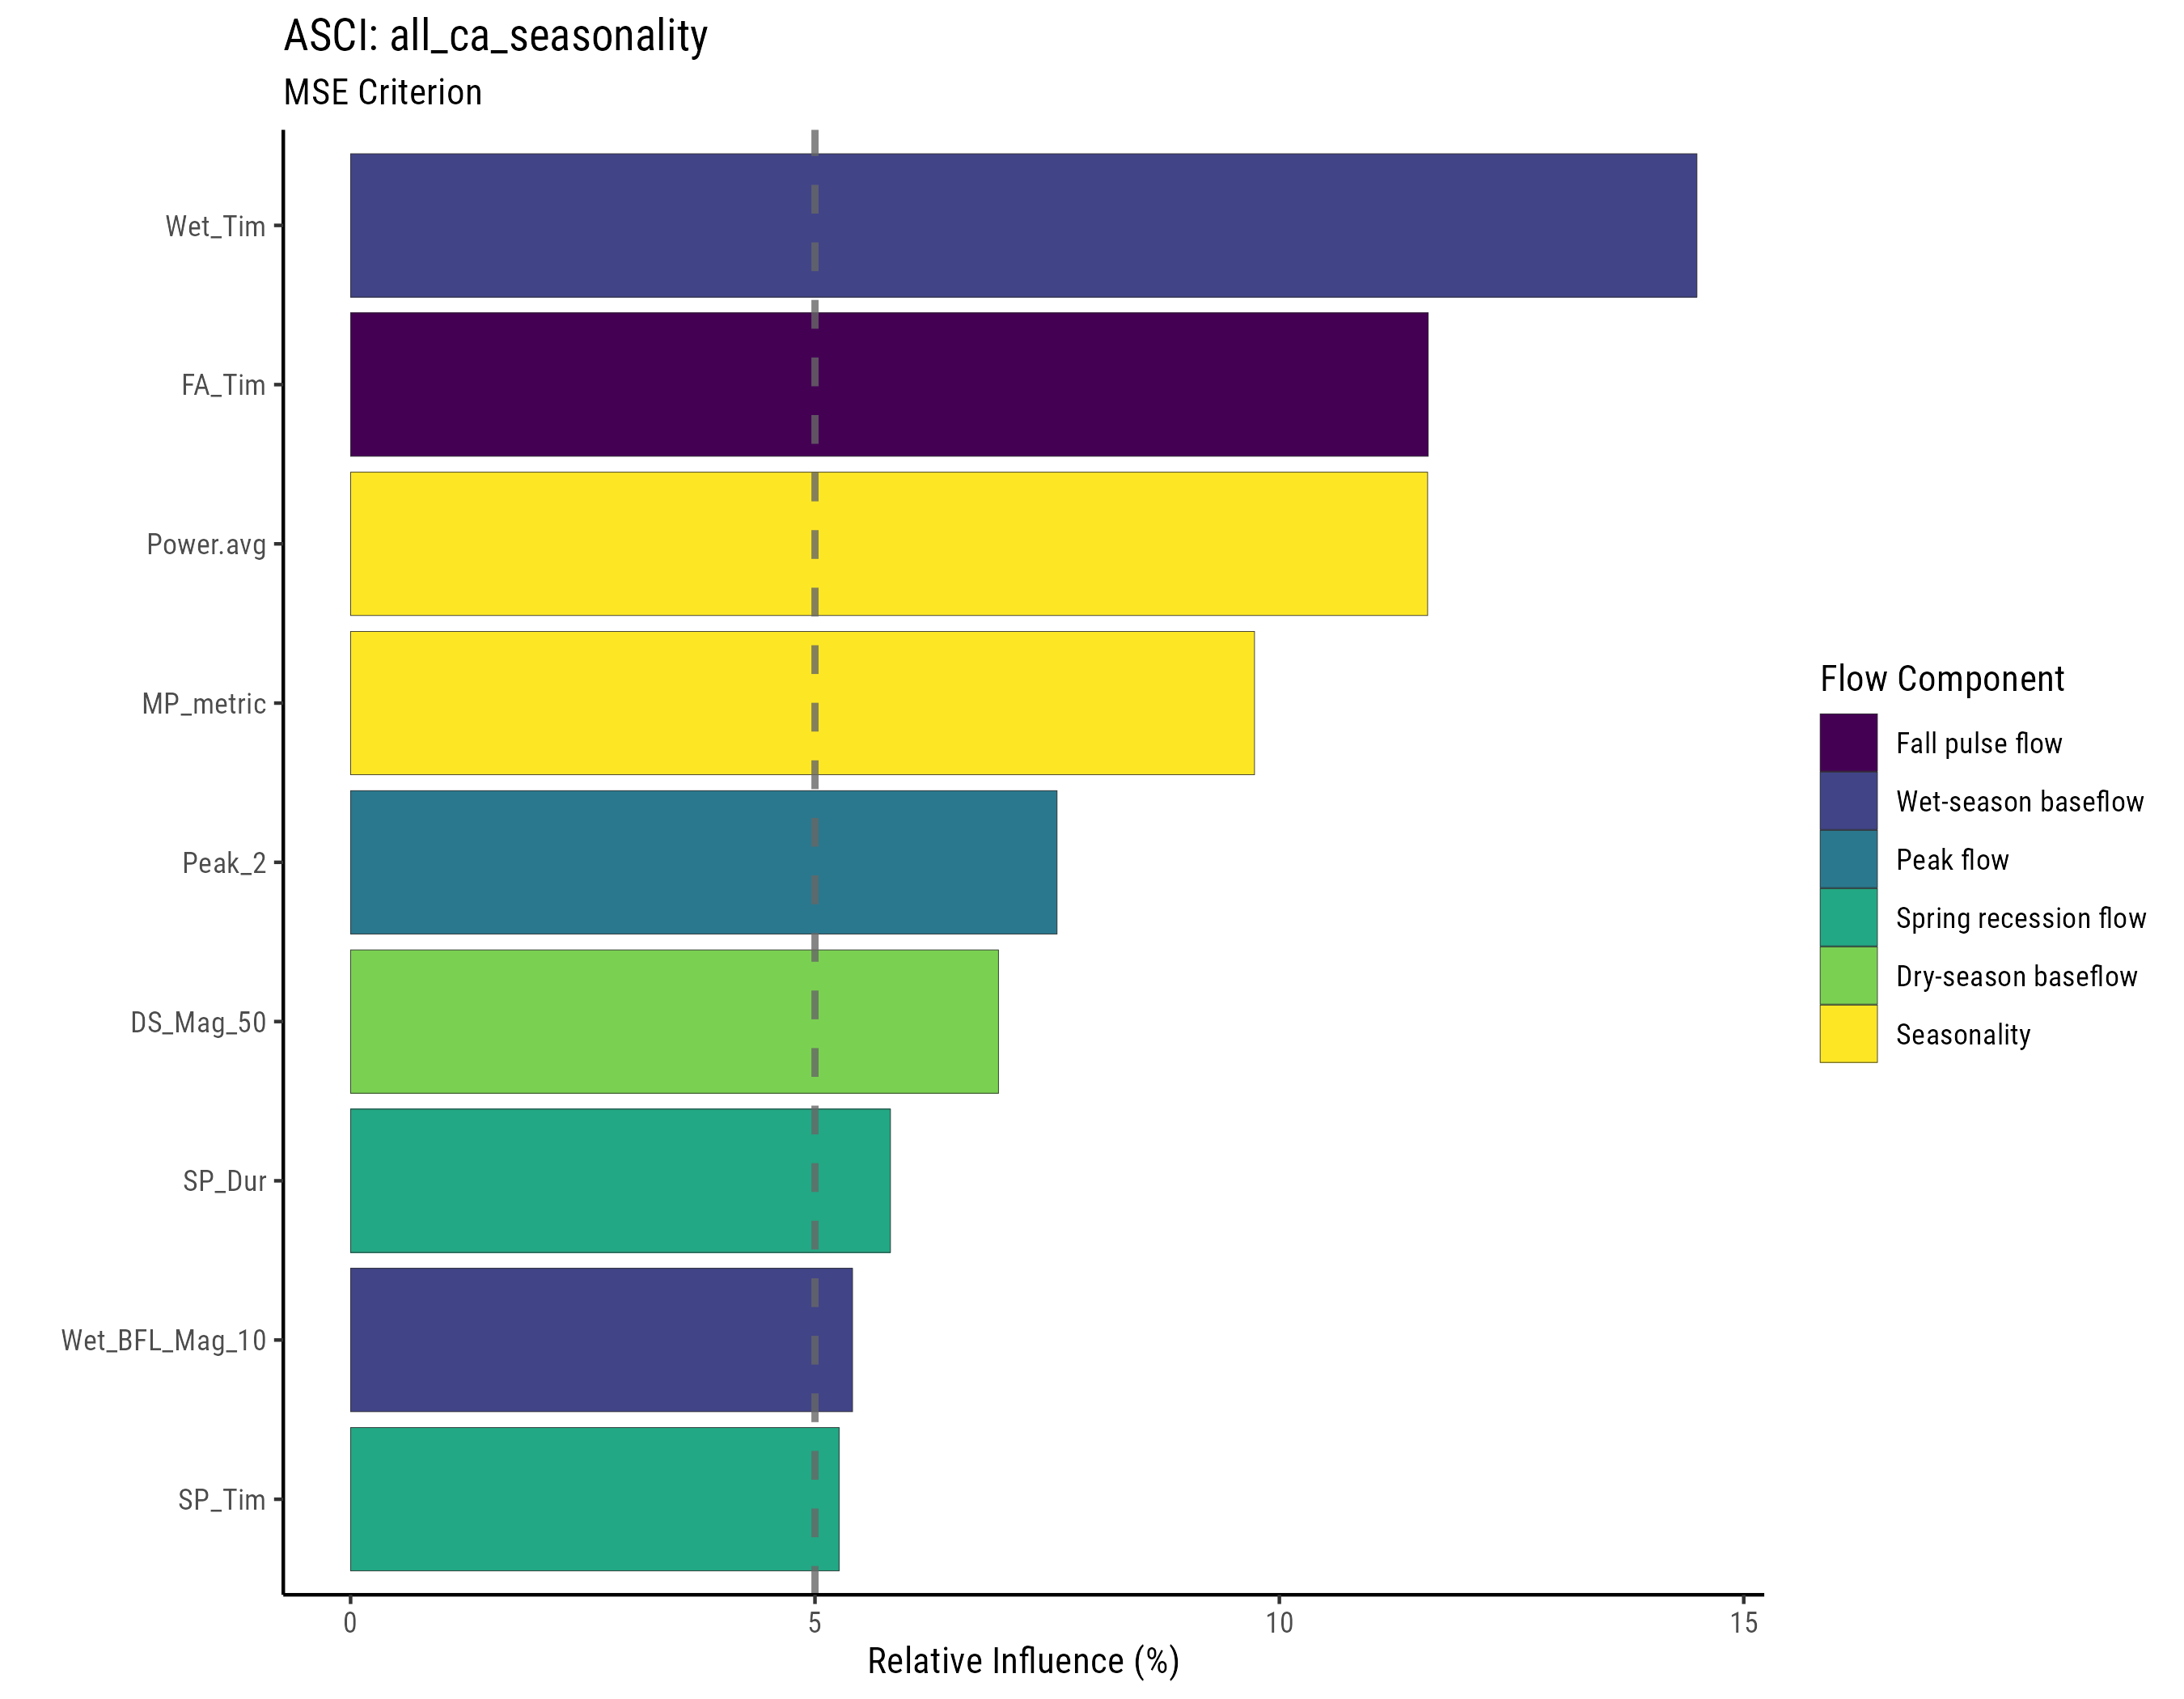 ASCI: all_ca_seasonality
MSE Criterion
Wet_Tim
FA_Tim
Power.avg
MP_metric
Peak_2
DS_Mag_50
SP_Dur
Wet_BFL_Mag_10
SP_Tim
0 5 10 15
Relative Influence (%)
Flow Component
Fall pulse flow
Wet-season baseflow
Peak flow
Spring recession flow
Dry-season baseflow
Seasonality